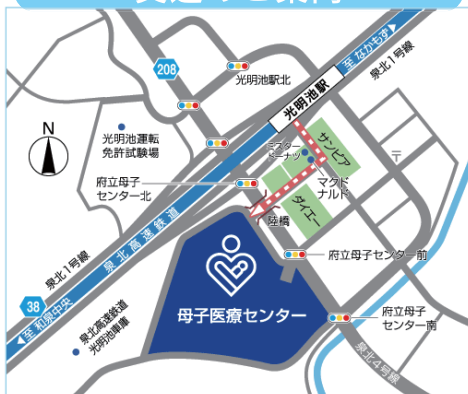 至 なかもず
泉北1号線
208
光明池駅北
光明池駅
サンピア
ミスター
ドーナツ
マクド
ナルド
ダイエー
光明池運転
免許試験場
N
府立母子
センター北
陸橋
泉北高速鉄道
府立母子センター前
泉北1号線
38
至 和泉中央
母子医療センター
泉北高速鉄道
光明池車庫
府立母子
センター南
泉北4号線